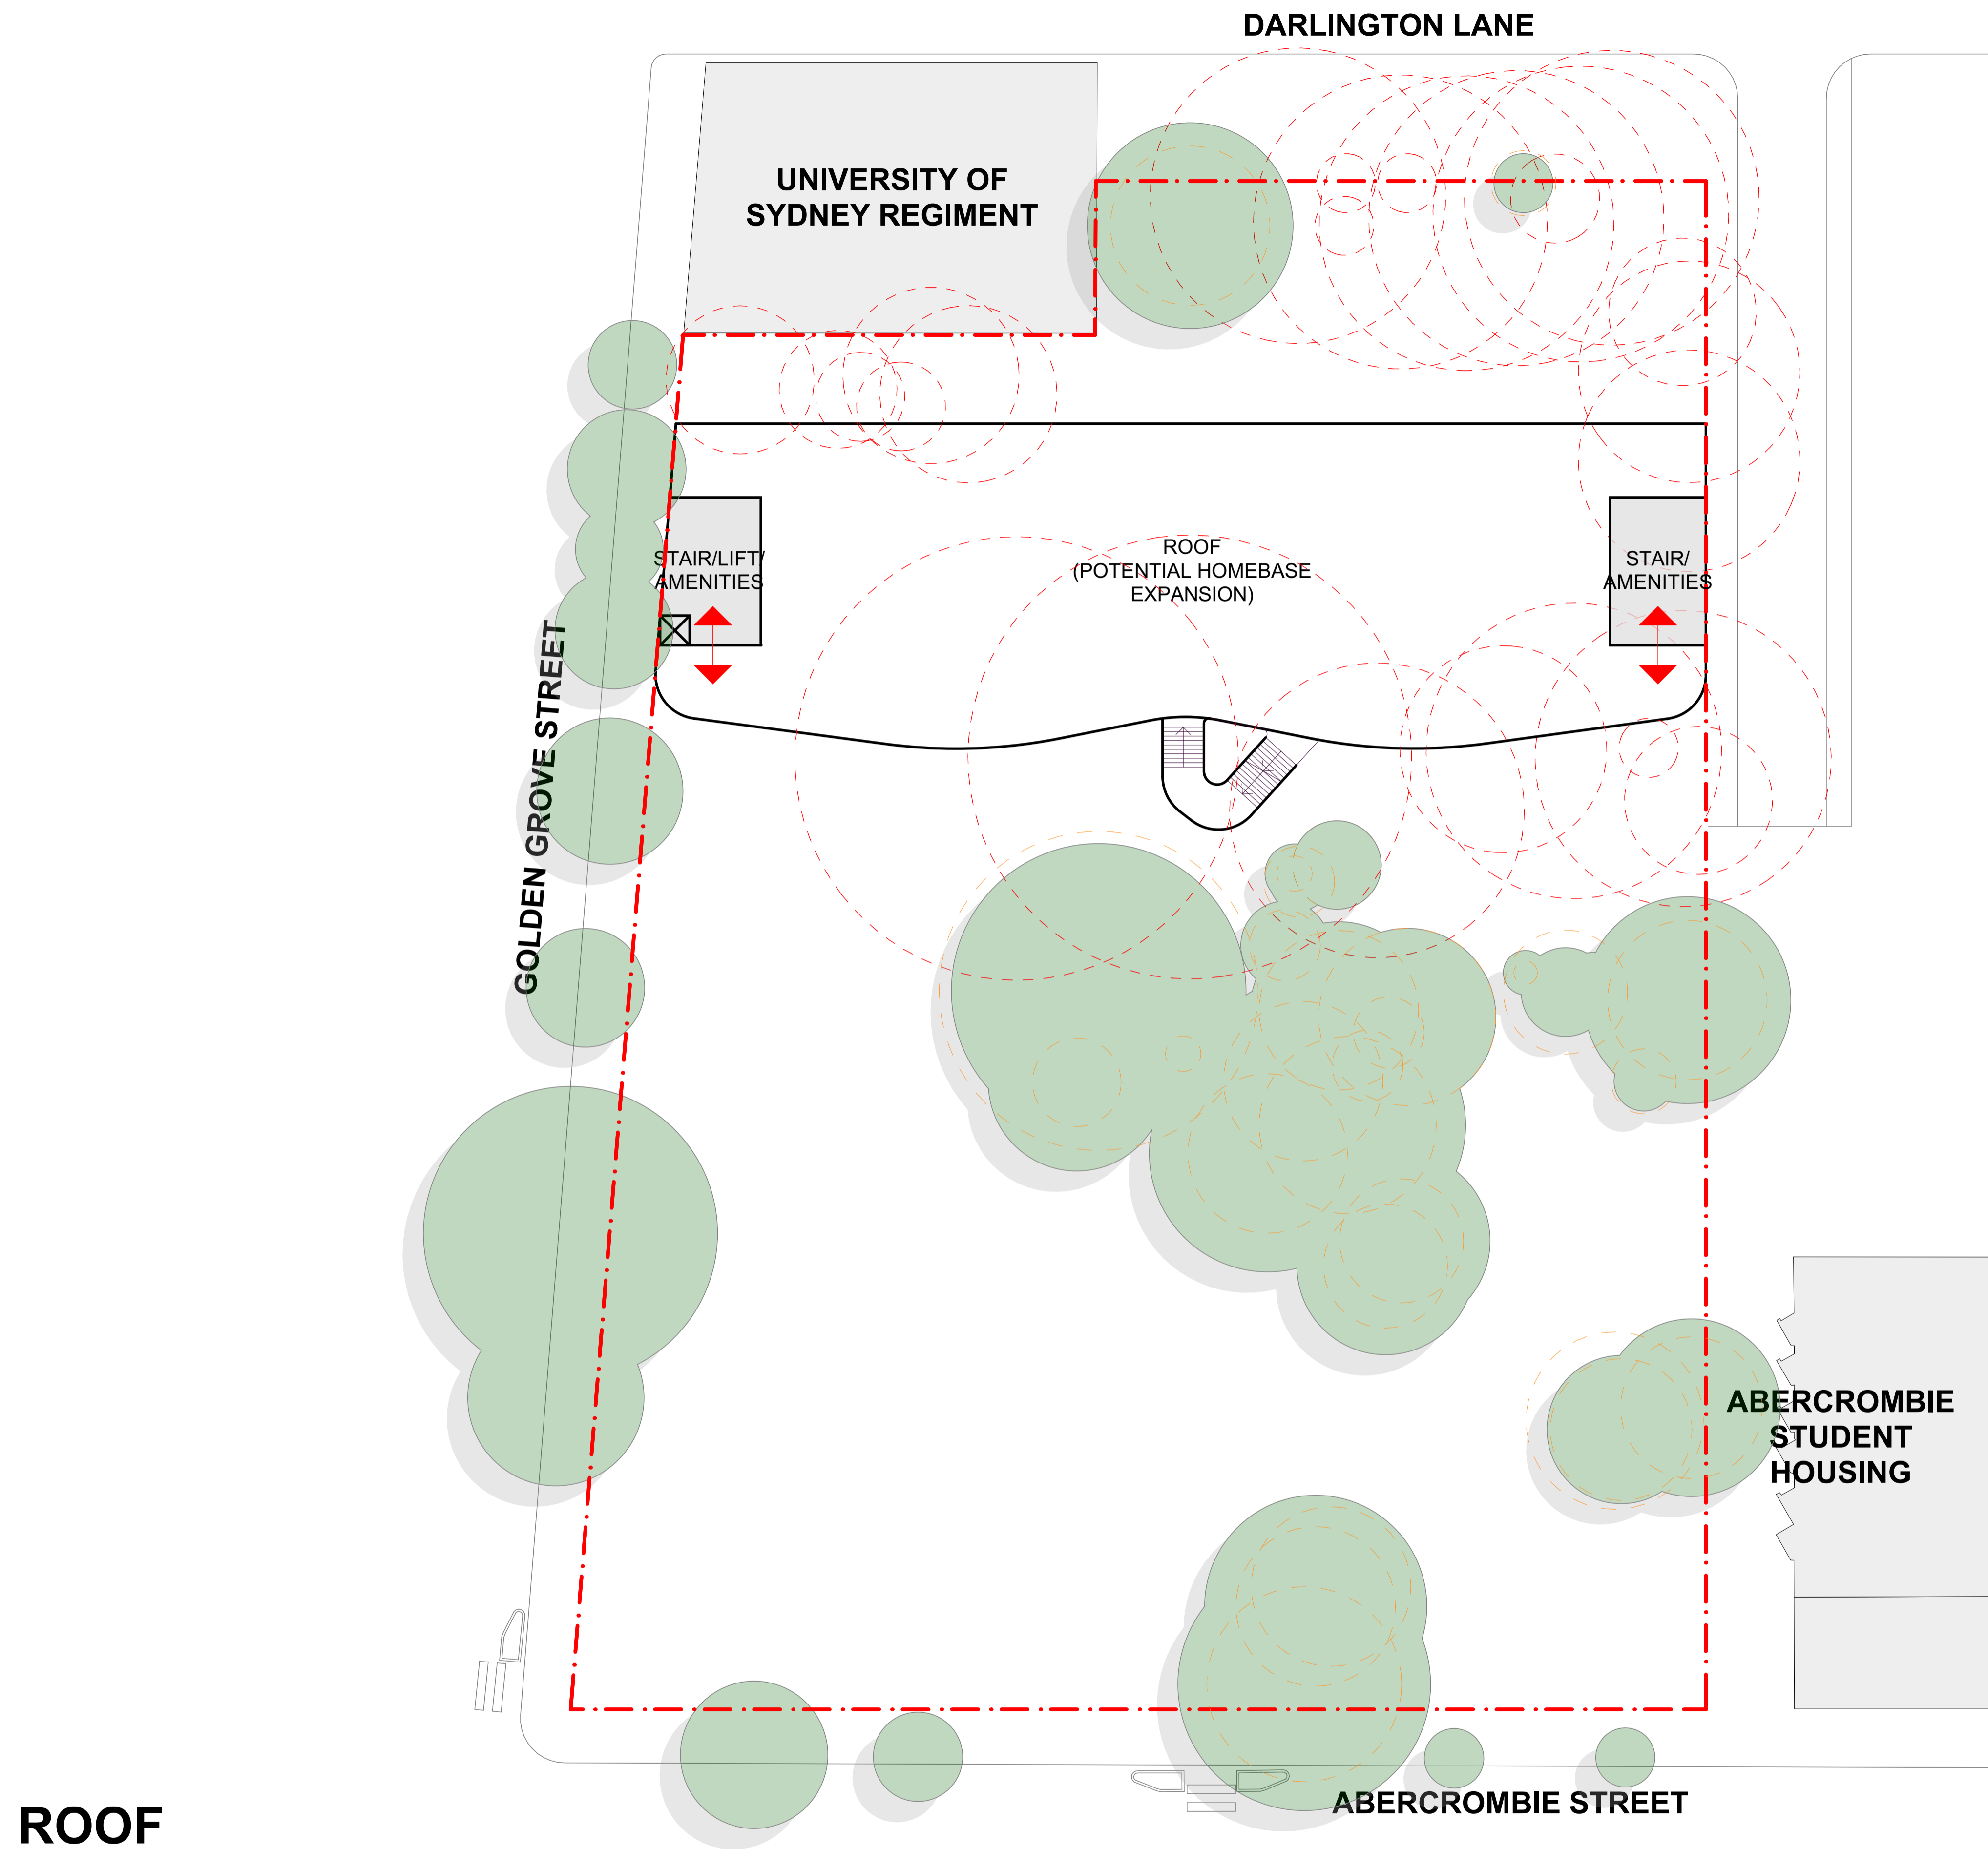 DARLINGTON LANE
UNIVERSITY OF
SYDNEY REGIMENT
ROOF
(POTENTIAL HOMEBASE
EXPANSION)
STAIR/LIFT/
AMENITIES
STAIR/
AMENITIES
GOLDEN GROVE STREET
ABERCROMBIE
STUDENT
HOUSING
ABERCROMBIE STREET
ROOF